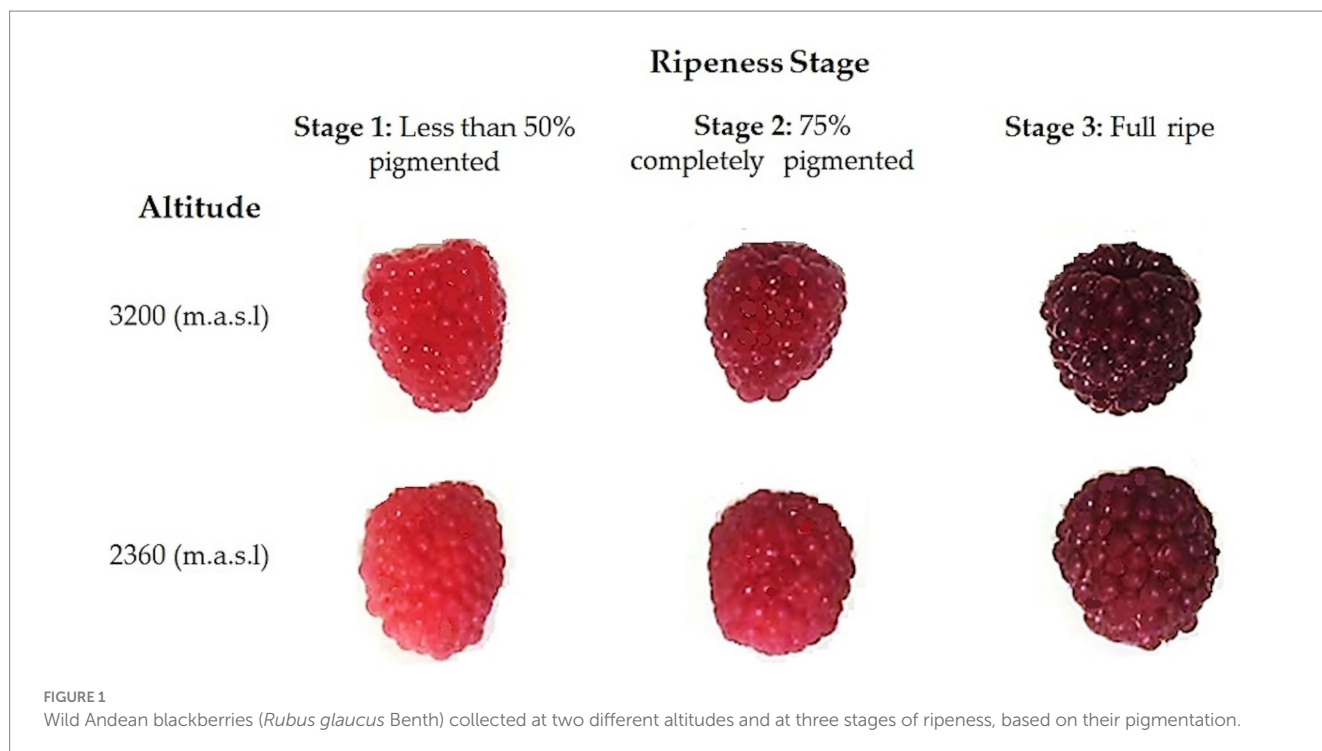 Ripeness Stage
Stage 1: Less than 50%
pigmented
Stage 2: 75%
completely pigmented
Stage 3: Full ripe
Altitude
3200 (m.a.s.l)
2360 (m.a.s.l)
FIGURE 1
Wild Andean blackberries (Rubus glaucus Benth) collected at two different altitudes and at three stages of ripeness, based on their pigmentation.